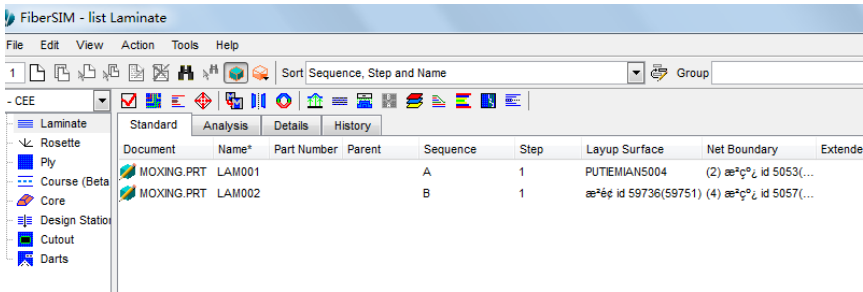 FiberSIM - list Laminate
File Edit View Action Tools Help
1 Sort Sequence, Step and Name Group
- CEE
Laminate Standard Analysis Details History
Rosette Document Name* Part Number Parent Sequence Step Layup Surface Net Boundary Extende
Ply MOXING.PRT LAM001 A 1 PUTIEMIAN5004 (2) æ²çº¿ id 5053(...
Course (Beta MOXING.PRT LAM002 B 1 æ²é¢ id 59736(59751) (4) æ²çº¿ id 5057(...
Core
Design Station
Cutout
Darts